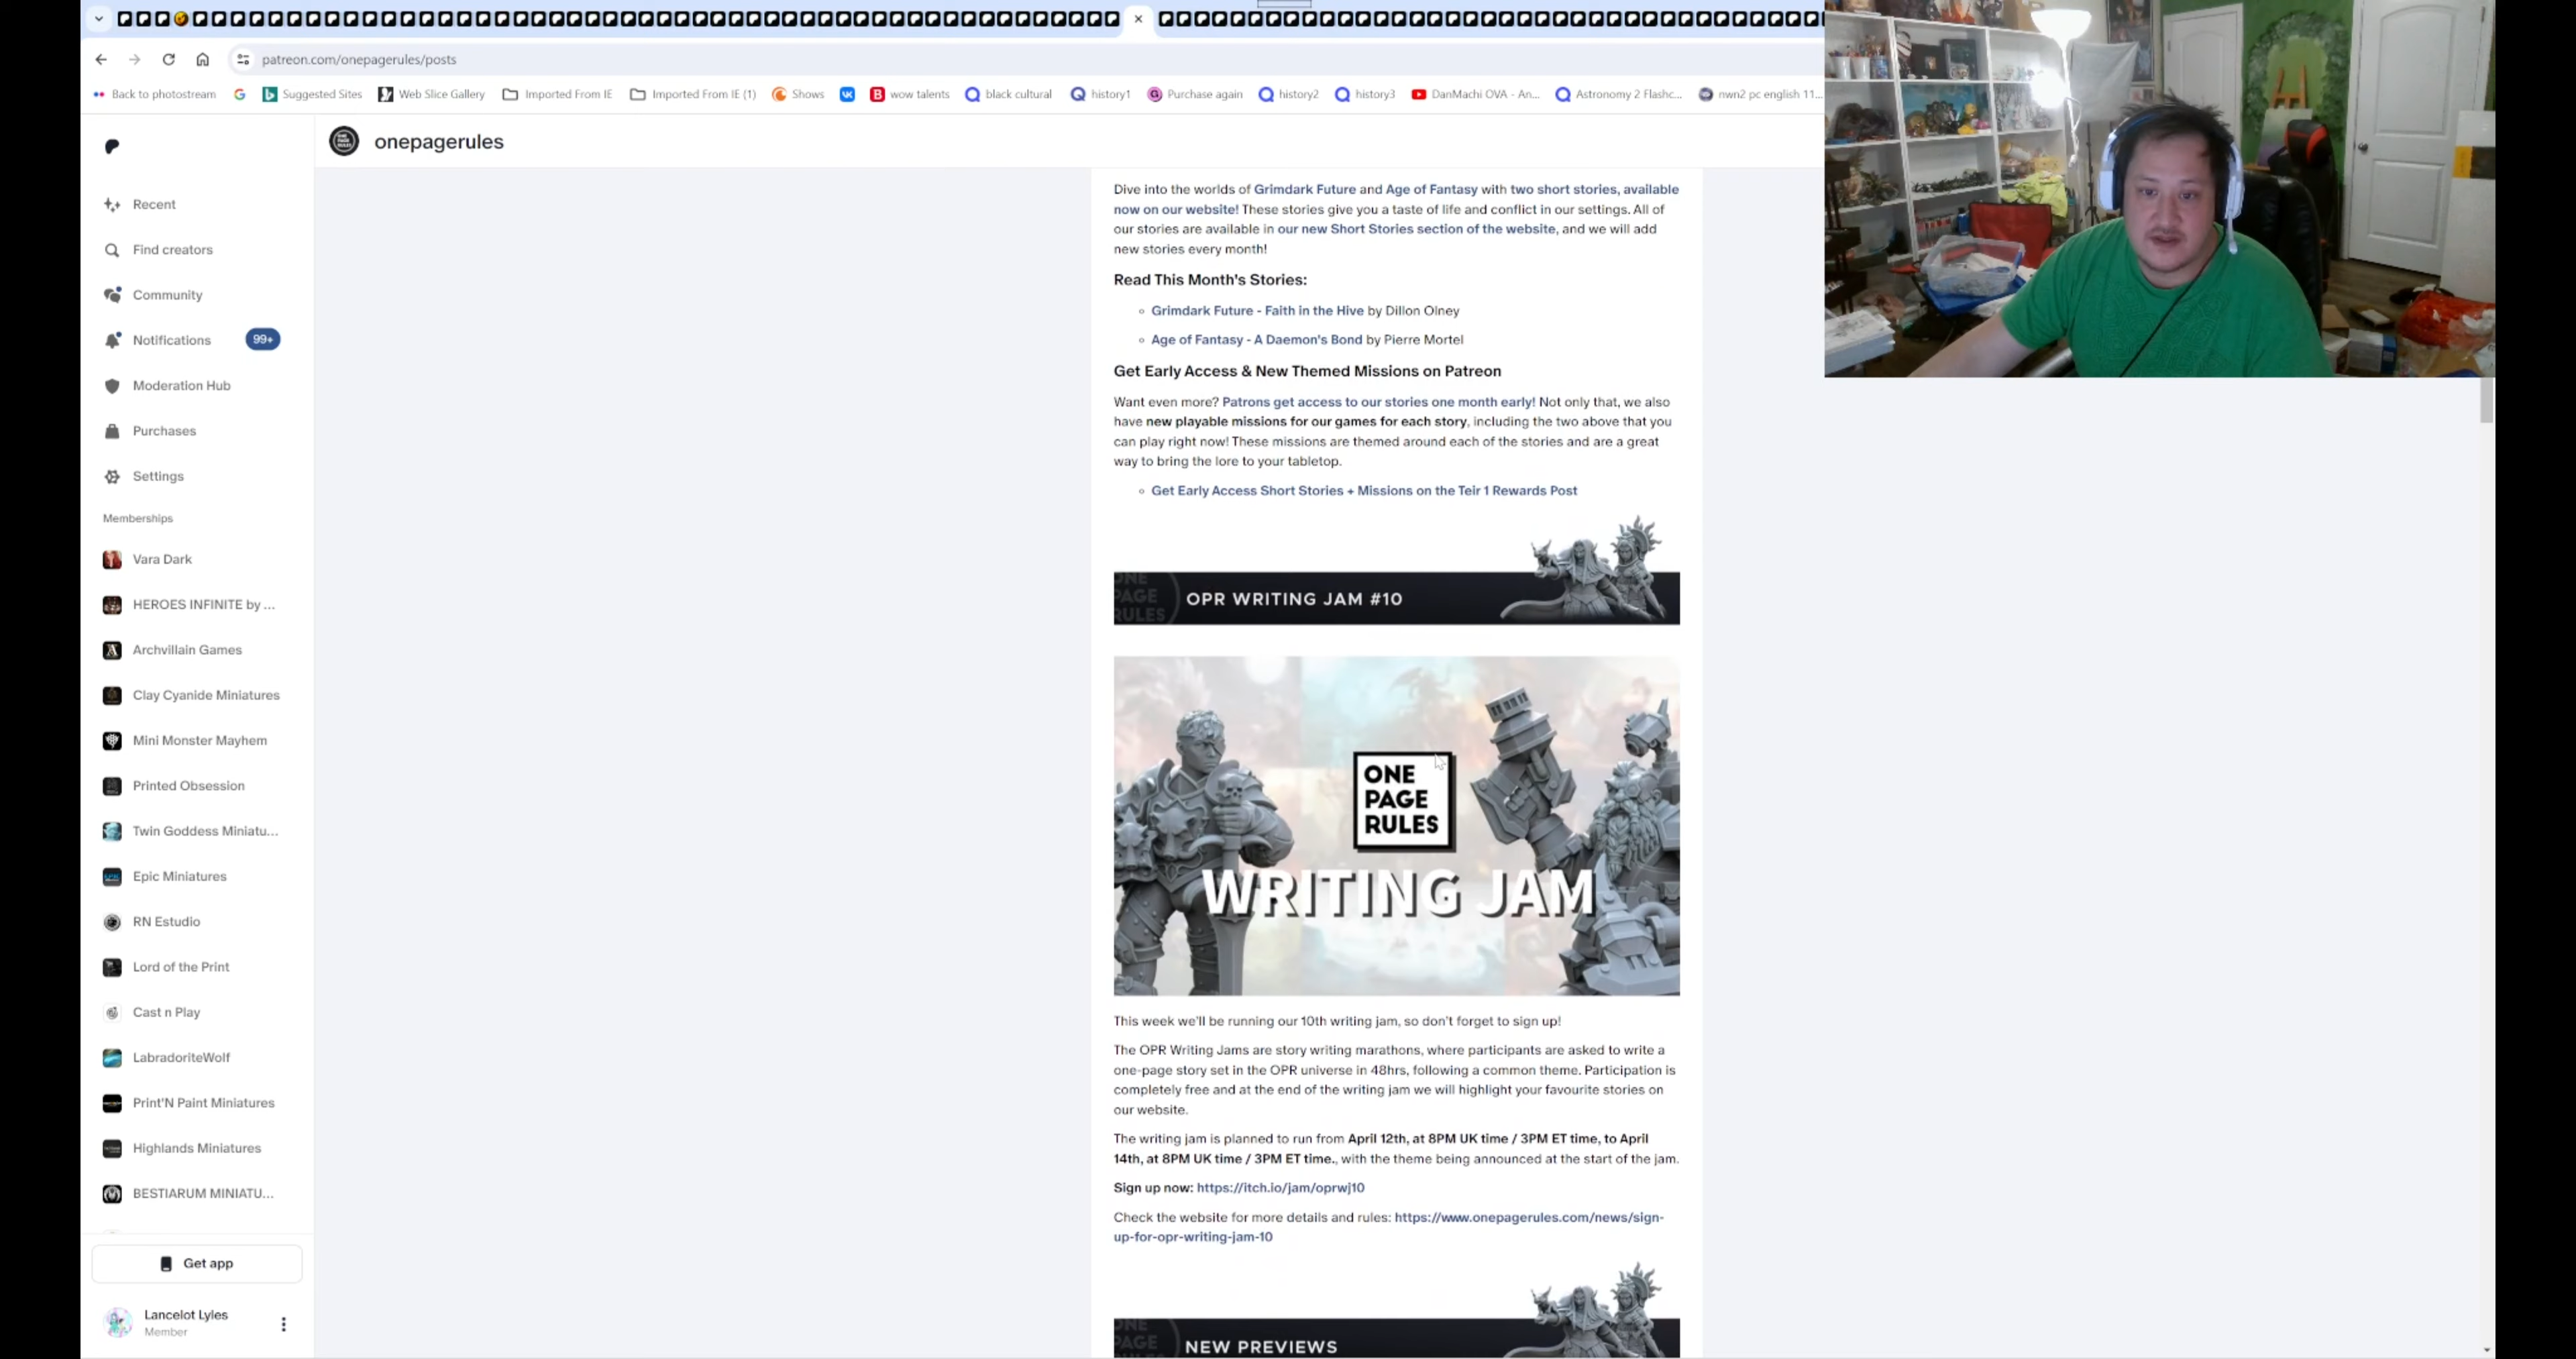 patreon.com/onepagerules/posts
Back to photostream
Suggested Sites
Web Slice Gallery
Imported From IE
Imported From IE (1)
Shows
wow talents
black cultural
history1
Purchase again
history2
history3
DanMachi OVA - An...
Astronomy 2 Flashc...
nwn2 pc english 11...
onepagerules
Recent
Find creators
Community
Notifications 99+
Moderation Hub
Purchases
Settings
Memberships
Vara Dark
HEROES INFINITE by ...
Archvillain Games
Clay Cyanide Miniatures
Mini Monster Mayhem
Printed Obsession
Twin Goddess Miniatu...
Epic Miniatures
RN Estudio
Lord of the Print
Cast n Play
LabradoriteWolf
Print'N Paint Miniatures
Highlands Miniatures
BESTIARUM MINIATU...
Get app
Lancelot Lyles
Member
Dive into the worlds of Grimdark Future and Age of Fantasy with two short stories, available
now on our website! These stories give you a taste of life and conflict in our settings. All of
our stories are available in our new Short Stories section of the website, and we will add
new stories every month!
Read This Month's Stories:
Grimdark Future - Faith in the Hive by Dillon Olney
Age of Fantasy - A Daemon's Bond by Pierre Mortel
Get Early Access & New Themed Missions on Patreon
Want even more? Patrons get access to our stories one month early! Not only that, we also
have new playable missions for our games for each story, including the two above that you
can play right now! These missions are themed around each of the stories and are a great
way to bring the lore to your tabletop.
Get Early Access Short Stories + Missions on the Teir 1 Rewards Post
ONE
PAGE
RULES
OPR WRITING JAM #10
ONE
PAGE
RULES
WRITING JAM
This week we'll be running our 10th writing jam, so don't forget to sign up!
The OPR Writing Jams are story writing marathons, where participants are asked to write a
one-page story set in the OPR universe in 48hrs, following a common theme. Participation is
completely free and at the end of the writing jam we will highlight your favourite stories on
our website.
The writing jam is planned to run from April 12th, at 8PM UK time / 3PM ET time, to April
14th, at 8PM UK time / 3PM ET time., with the theme being announced at the start of the jam.
Sign up now: https://itch.io/jam/oprwj10
Check the website for more details and rules: https://www.onepagerules.com/news/sign-
up-for-opr-writing-jam-10
ONE
PAGE
NEW PREVIEWS